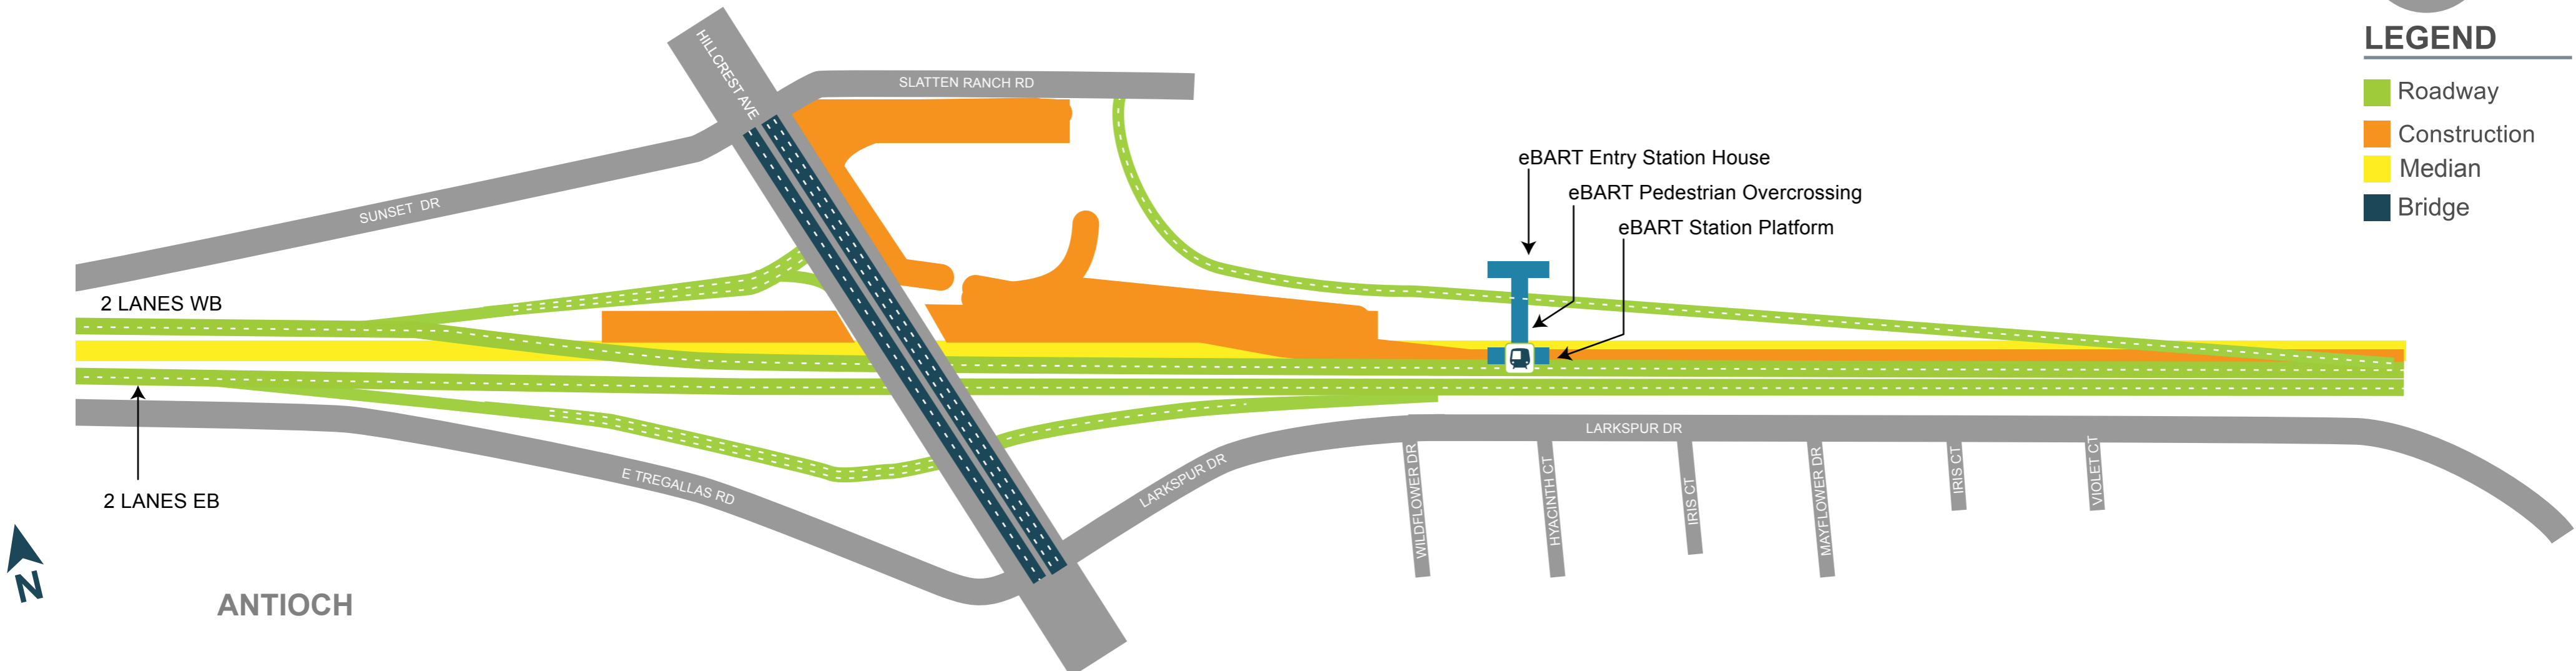 HILLCREST AVE
SLATTEN RANCH RD
SUNSET DR
2 LANES WB
2 LANES EB
E TREGALLAS RD
LARKSPUR DR
LARKSPUR DR
WILDFLOWER DR
HYACINTH CT
IRIS CT
MAYFLOWER DR
IRIS CT
VIOLET CT
eBART Entry Station House
eBART Pedestrian Overcrossing
eBART Station Platform
LEGEND
Roadway
Construction
Median
Bridge
N
ANTIOCH